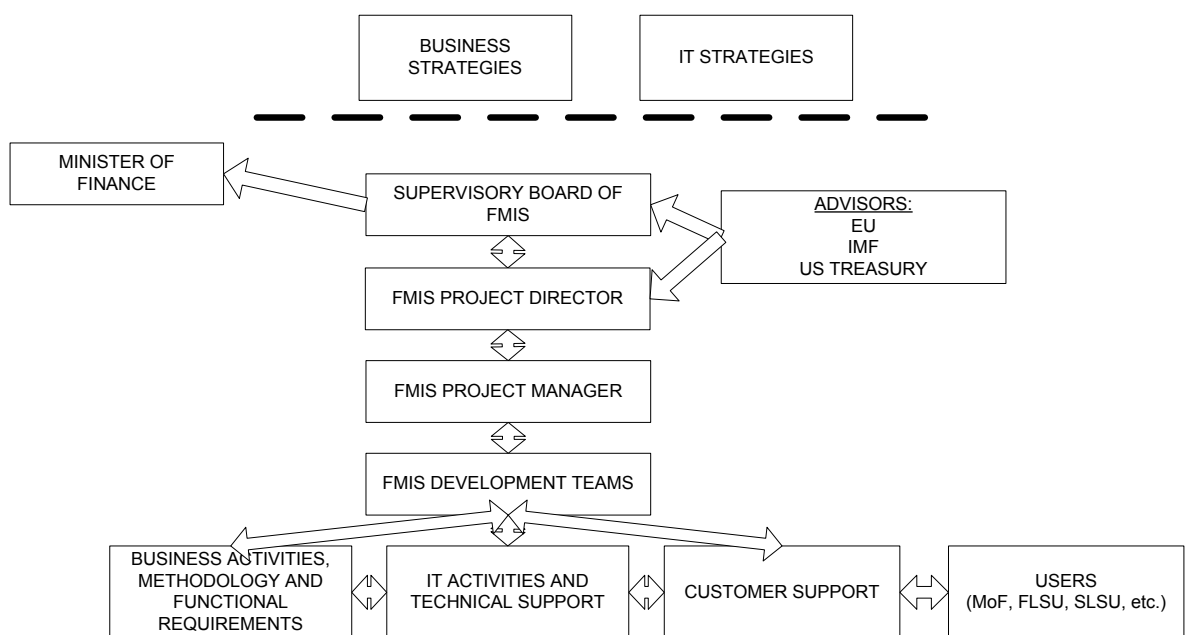 BUSINESS
STRATEGIES
IT STRATEGIES
MINISTER OF
FINANCE
SUPERVISORY BOARD OF
FMIS
ADVISORS:
EU
IMF
US TREASURY
FMIS PROJECT DIRECTOR
FMIS PROJECT MANAGER
FMIS DEVELOPMENT TEAMS
BUSINESS ACTIVITIES,
METHODOLOGY AND
FUNCTIONAL
REQUIREMENTS
IT ACTIVITIES AND
TECHNICAL SUPPORT
CUSTOMER SUPPORT
USERS
(MoF, FLSU, SLSU, etc.)